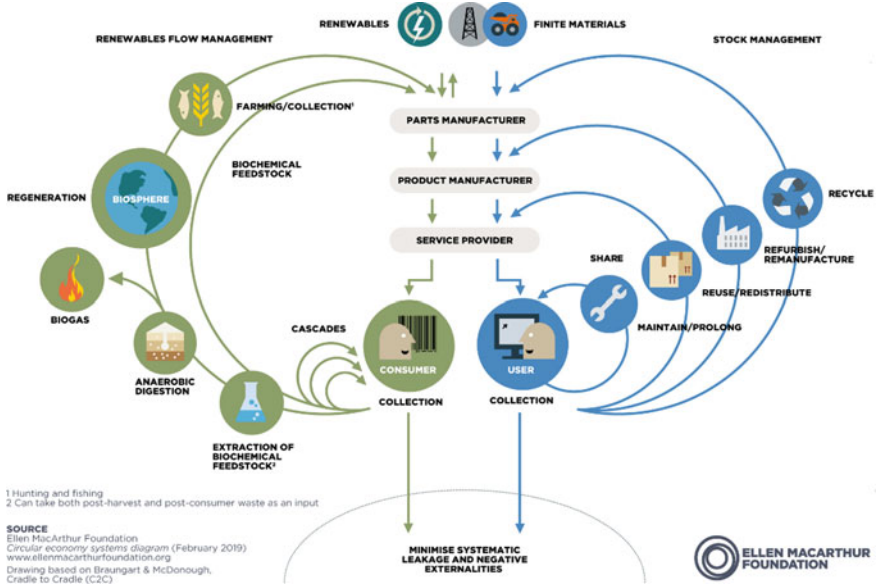 RENEWABLES
FINITE MATERIALS
RENEWABLES FLOW MANAGEMENT
STOCK MANAGEMENT
FARMING/COLLECTION¹
PARTS MANUFACTURER
BIOCHEMICAL
FEEDSTOCK
PRODUCT MANUFACTURER
REGENERATION
BIOSPHERE
RECYCLE
SERVICE PROVIDER
SHARE
REFURBISH/
REMANUFACTURE
REUSE/REDISTRIBUTE
BIOGAS
CASCADES
MAINTAIN/PROLONG
CONSUMER
USER
ANAEROBIC
DIGESTION
COLLECTION
COLLECTION
EXTRACTION OF
BIOCHEMICAL
FEEDSTOCK²
1 Hunting and fishing
2 Can take both post-harvest and post-consumer waste as an input
SOURCE
Ellen MacArthur Foundation
Circular economy systems diagram (February 2019)
www.ellenmacarthurfoundation.org
Drawing based on Braungart & McDonough,
Cradle to Cradle (C2C)
MINIMISE SYSTEMATIC
LEAKAGE AND NEGATIVE
EXTERNALITIES
ELLEN MACARTHUR
FOUNDATION